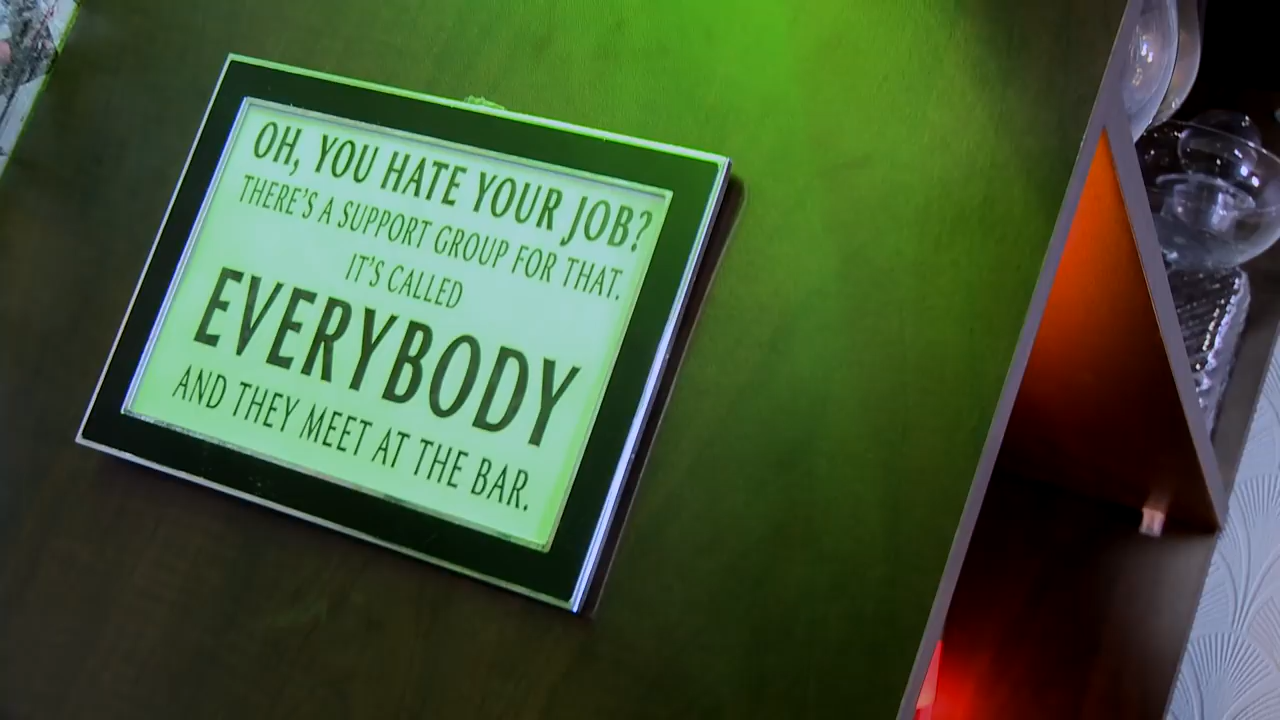 OH, YOU HATE YOUR JOB?
THERE'S A SUPPORT GROUP FOR THAT.
IT'S CALLED
EVERYBODY
AND THEY MEET AT THE BAR.